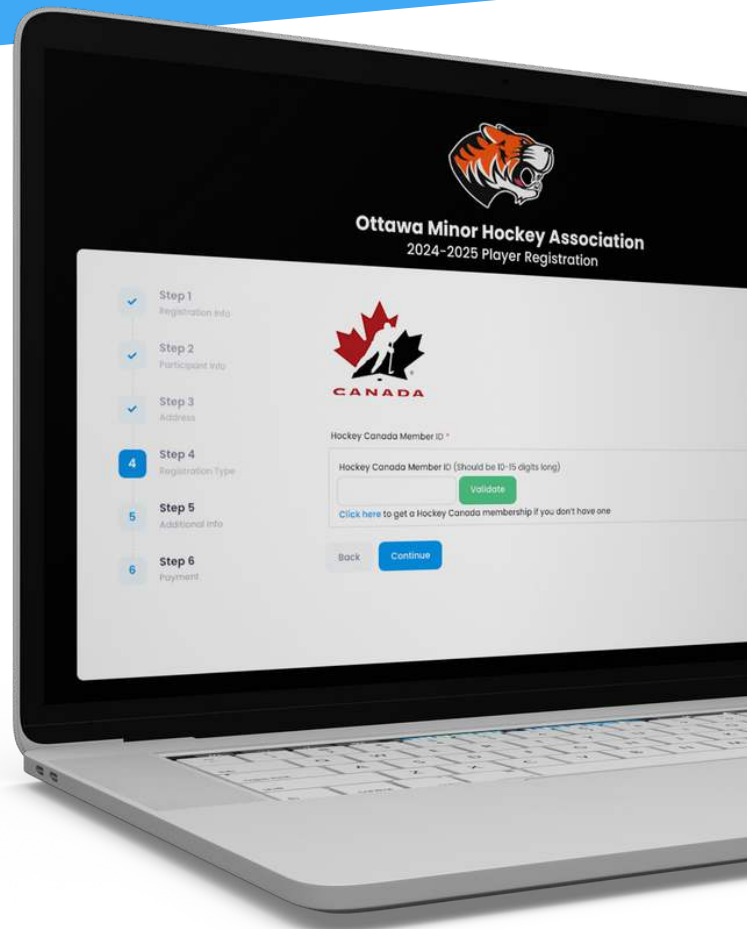 Ottawa Minor Hockey Association
2024-2025 Player Registration
Step 1
Registration Info
Step 2
Participant Info
Step 3
Address
4
Step 4
Registration Type
5
Step 5
Additional Info
6
Step 6
Payment
CANADA
Hockey Canada Member ID *
Hockey Canada Member ID (Should be 10-15 digits long)
Validate
Click here to get a Hockey Canada membership if you don't have one
Back
Continue